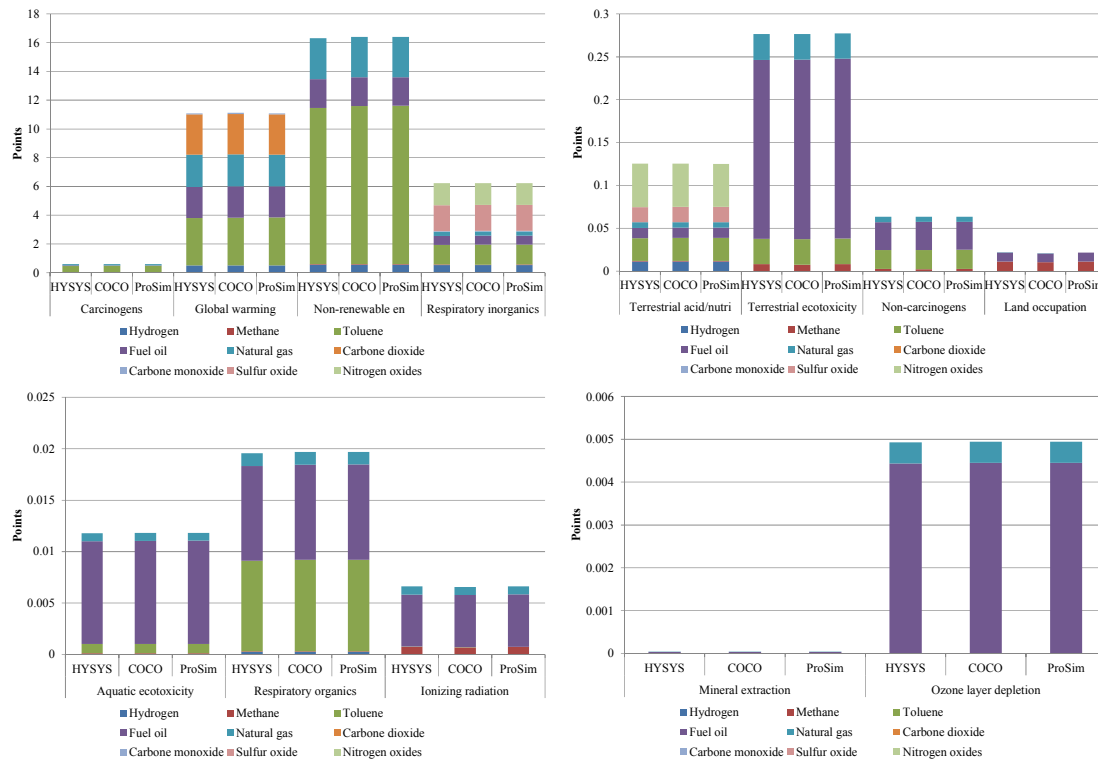 18
16
14
12
10
8
6
4
2
0
Points
HYSYS COCO ProSim HYSYS COCO ProSim HYSYS COCO ProSim HYSYS COCO ProSim
Carcinogens Global warming Non-renewable en Respiratory inorganics
Hydrogen Methane Toluene
Fuel oil Natural gas Carbone dioxide
Carbone monoxide Sulfur oxide Nitrogen oxides
0.3
0.25
0.2
0.15
0.1
0.05
0
Points
HYSYS COCO ProSim HYSYS COCO ProSim HYSYS COCO ProSim HYSYS COCO ProSim
Terrestrial acid/nutri Terrestrial ecotoxicity Non-carcinogens Land occupation
Hydrogen Methane Toluene
Fuel oil Natural gas Carbone dioxide
Carbone monoxide Sulfur oxide Nitrogen oxides
0.025
0.02
0.015
0.01
0.005
0
Points
HYSYS COCO ProSim HYSYS COCO ProSim HYSYS COCO ProSim
Aquatic ecotoxicity Respiratory organics Ionizing radiation
Hydrogen Methane Toluene
Fuel oil Natural gas Carbone dioxide
Carbone monoxide Sulfur oxide Nitrogen oxides
0.006
0.005
0.004
0.003
0.002
0.001
0
Points
HYSYS COCO ProSim HYSYS COCO ProSim
Mineral extraction Ozone layer depletion
Hydrogen Methane Toluene
Fuel oil Natural gas Carbone dioxide
Carbone monoxide Sulfur oxide Nitrogen oxides